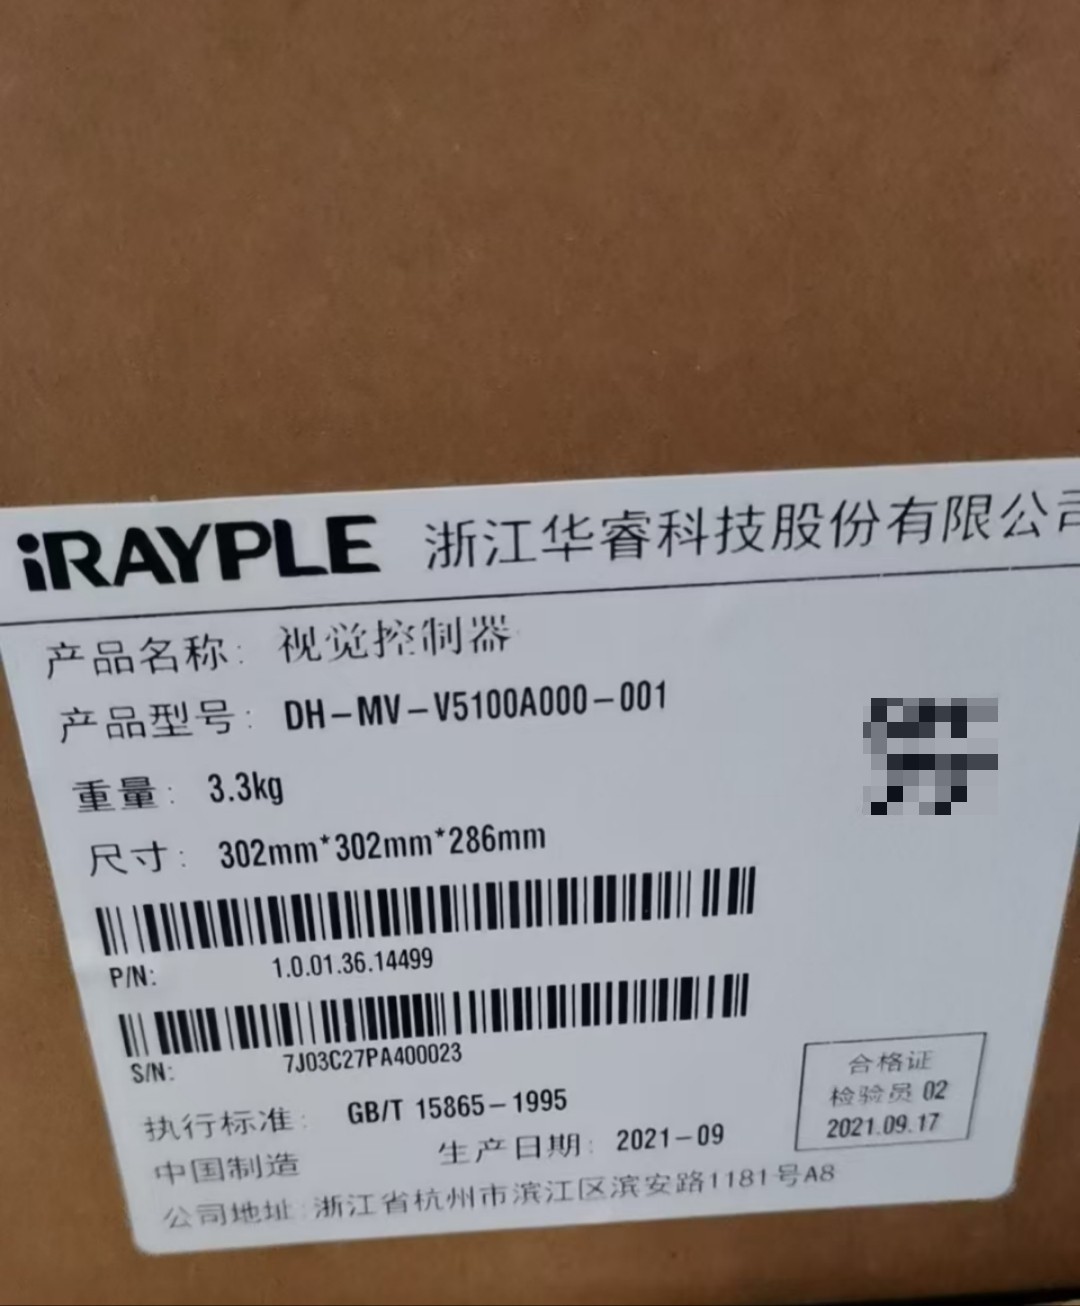 iRAYPLE 浙江华睿科技股份有限公司
产品名称: 视觉控制器
产品型号: DH-MV-V5100A000-001
重量: 3.3kg
尺寸: 302mm*302mm*286mm
P/N: 1.0.01.36.14499
S/N: 7J03C27PA400023
执行标准: GB/T 15865-1995
中国制造 生产日期: 2021-09
公司地址: 浙江省杭州市滨江区滨安路1181号A8
合格证
检验员 02
2021.09.17